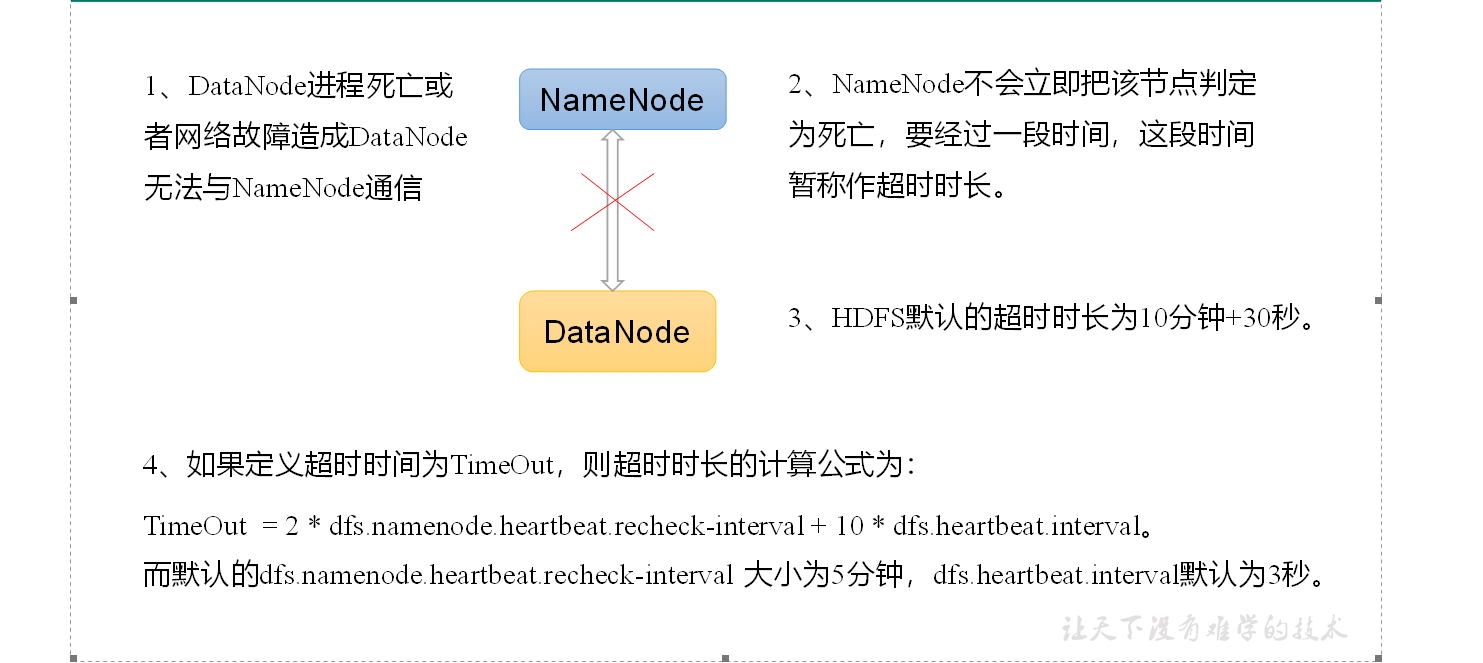 1、DataNode进程死亡或
者网络故障造成DataNode
无法与NameNode通信
NameNode
DataNode
2、NameNode不会立即把该节点判定
为死亡，要经过一段时间，这段时间
暂称作超时时长。
3、HDFS默认的超时时长为10分钟+30秒。
4、如果定义超时时间为TimeOut，则超时时长的计算公式为：
TimeOut = 2 * dfs.namenode.heartbeat.recheck-interval + 10 * dfs.heartbeat.interval。
而默认的dfs.namenode.heartbeat.recheck-interval 大小为5分钟，dfs.heartbeat.interval默认为3秒。
让天下没有难学的技术